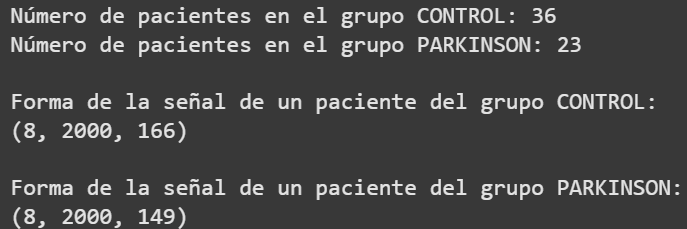 Número de pacientes en el grupo CONTROL: 36
Número de pacientes en el grupo PARKINSON: 23
Forma de la señal de un paciente del grupo CONTROL:
(8, 2000, 166)
Forma de la señal de un paciente del grupo PARKINSON:
(8, 2000, 149)